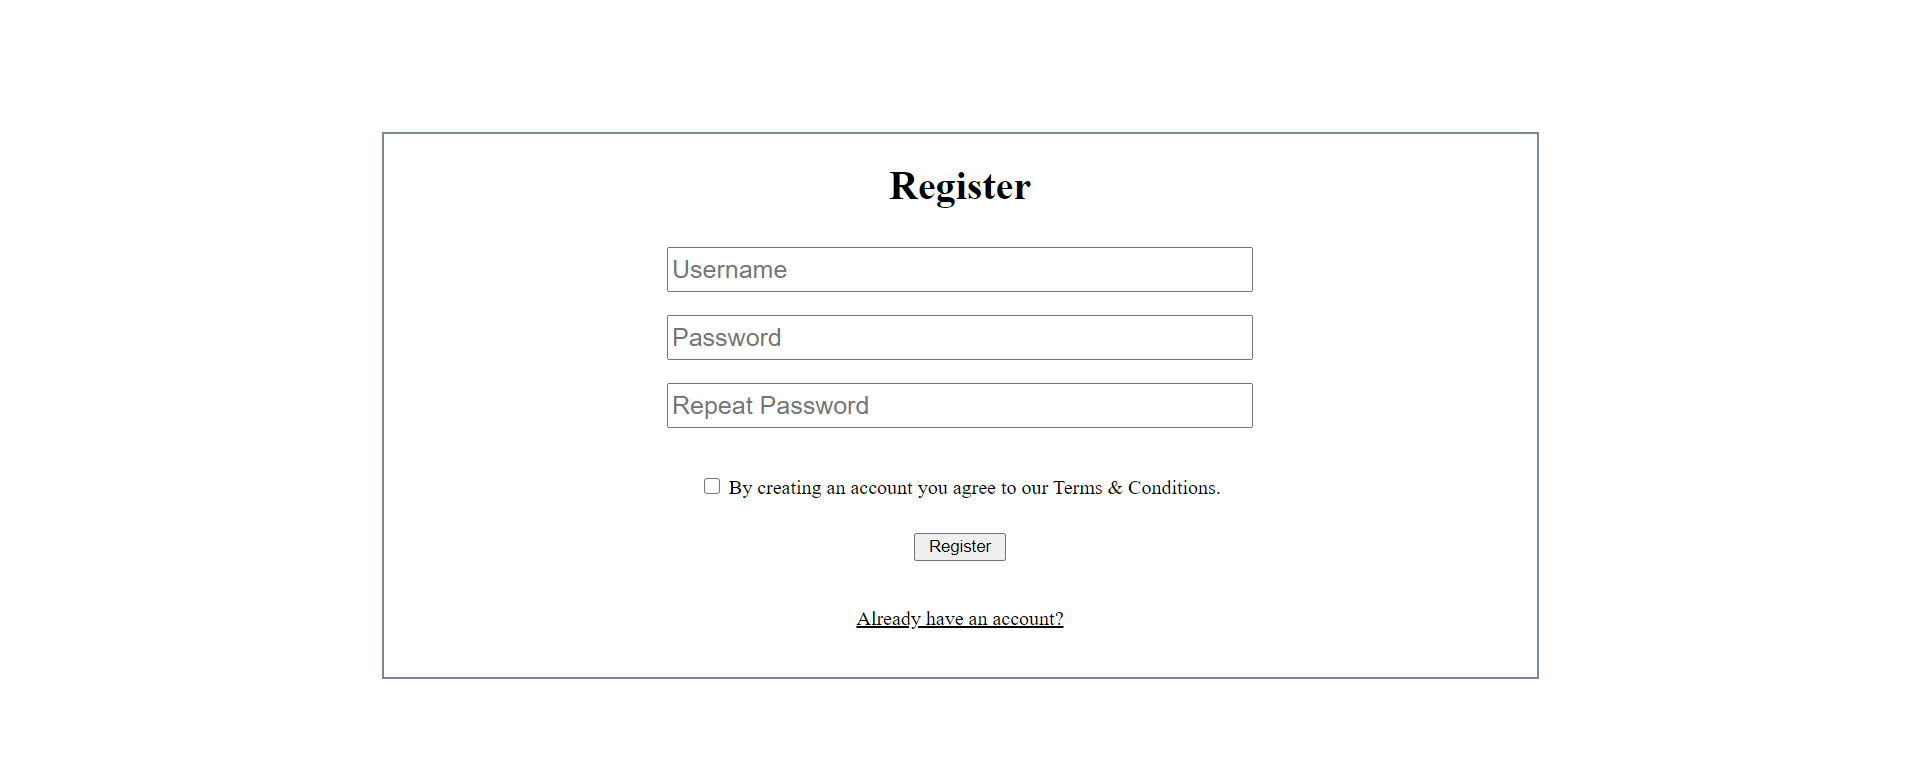 Register
Username
Password
Repeat Password
By creating an account you agree to our Terms & Conditions.
Register
Already have an account?